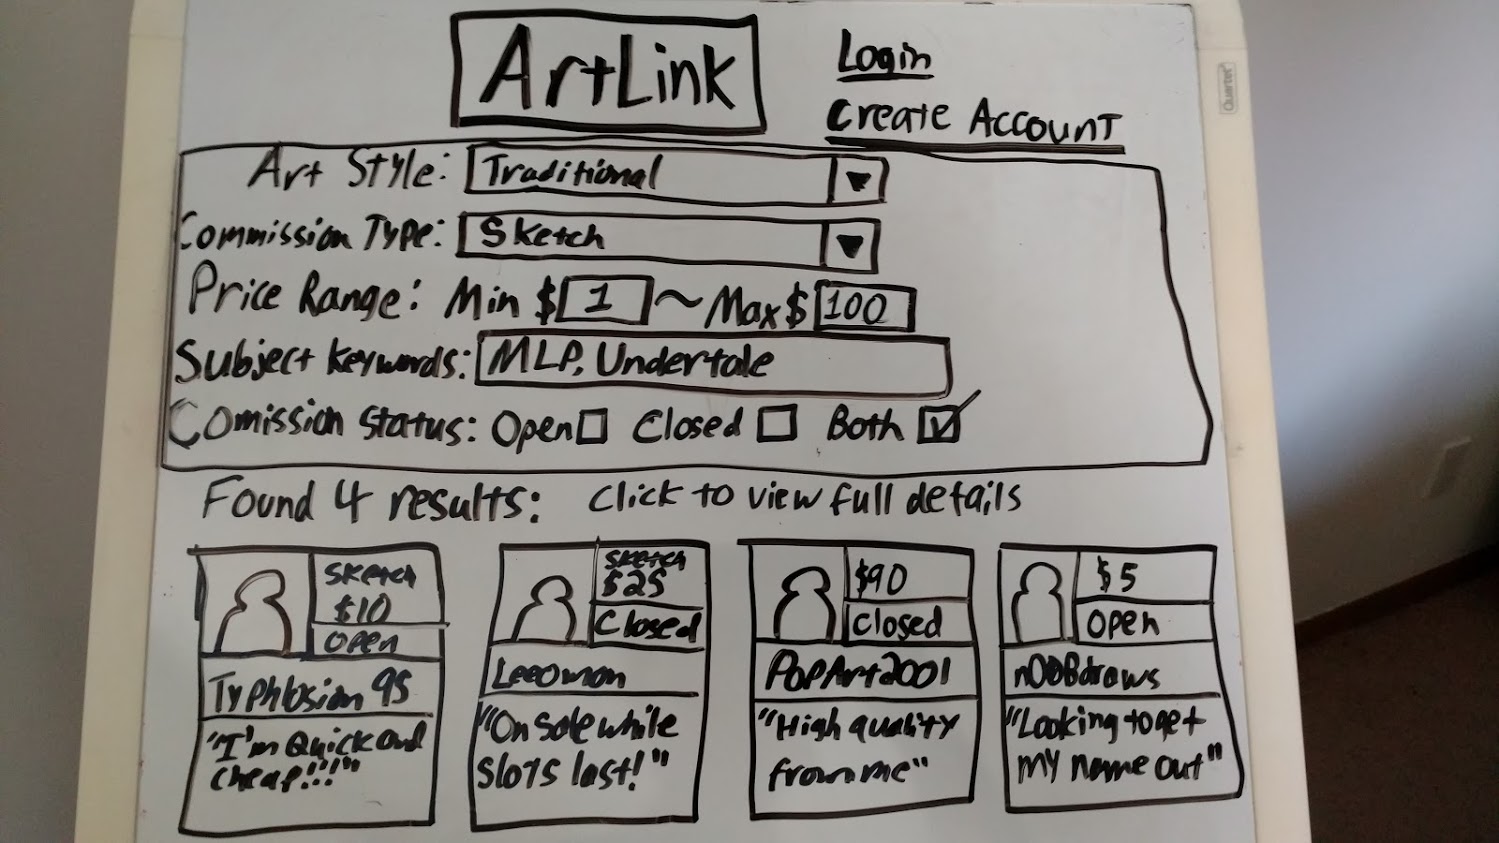 ArtLink
Login
Create Account
Quartet
Art Style: Traditional
Commission Type: Sketch
Price Range: Min $ 1 ~ Max $ 100
Subject Keywords: MLP, Undertale
Comission Status: Open Closed Both
Found 4 results: Click to view full details
Sketch
$10
Open
Typhlosion 95
"I'm Quick and
cheap!!!"
Sketch
$25
Closed
Leeomon
"On sale while
slots last!"
$90
Closed
PopArt2001
"High quality
from me"
$5
Open
n00Bdraws
"Looking to get
my name out"